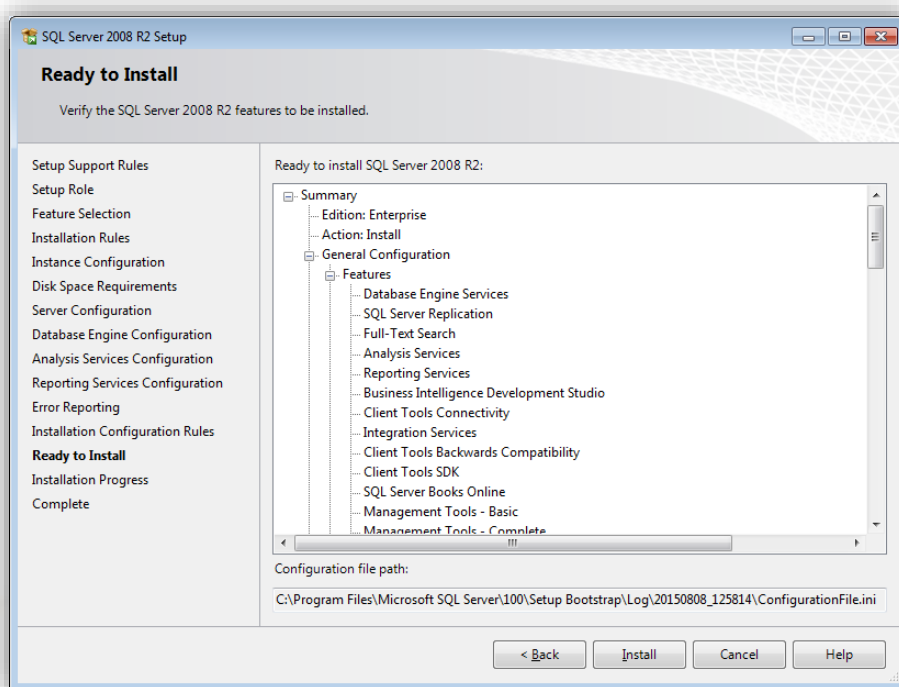 SQL Server 2008 R2 Setup
Ready to Install
Verify the SQL Server 2008 R2 features to be installed.
Setup Support Rules
Setup Role
Feature Selection
Installation Rules
Instance Configuration
Disk Space Requirements
Server Configuration
Database Engine Configuration
Analysis Services Configuration
Reporting Services Configuration
Error Reporting
Installation Configuration Rules
Ready to Install
Installation Progress
Complete
Ready to install SQL Server 2008 R2:
Summary
Edition: Enterprise
Action: Install
General Configuration
Features
Database Engine Services
SQL Server Replication
Full-Text Search
Analysis Services
Reporting Services
Business Intelligence Development Studio
Client Tools Connectivity
Integration Services
Client Tools Backwards Compatibility
Client Tools SDK
SQL Server Books Online
Management Tools - Basic
Management Tools - Complete
Configuration file path:
C:\Program Files\Microsoft SQL Server\100\Setup Bootstrap\Log\20150808_125814\ConfigurationFile.ini
< Back
Install
Cancel
Help